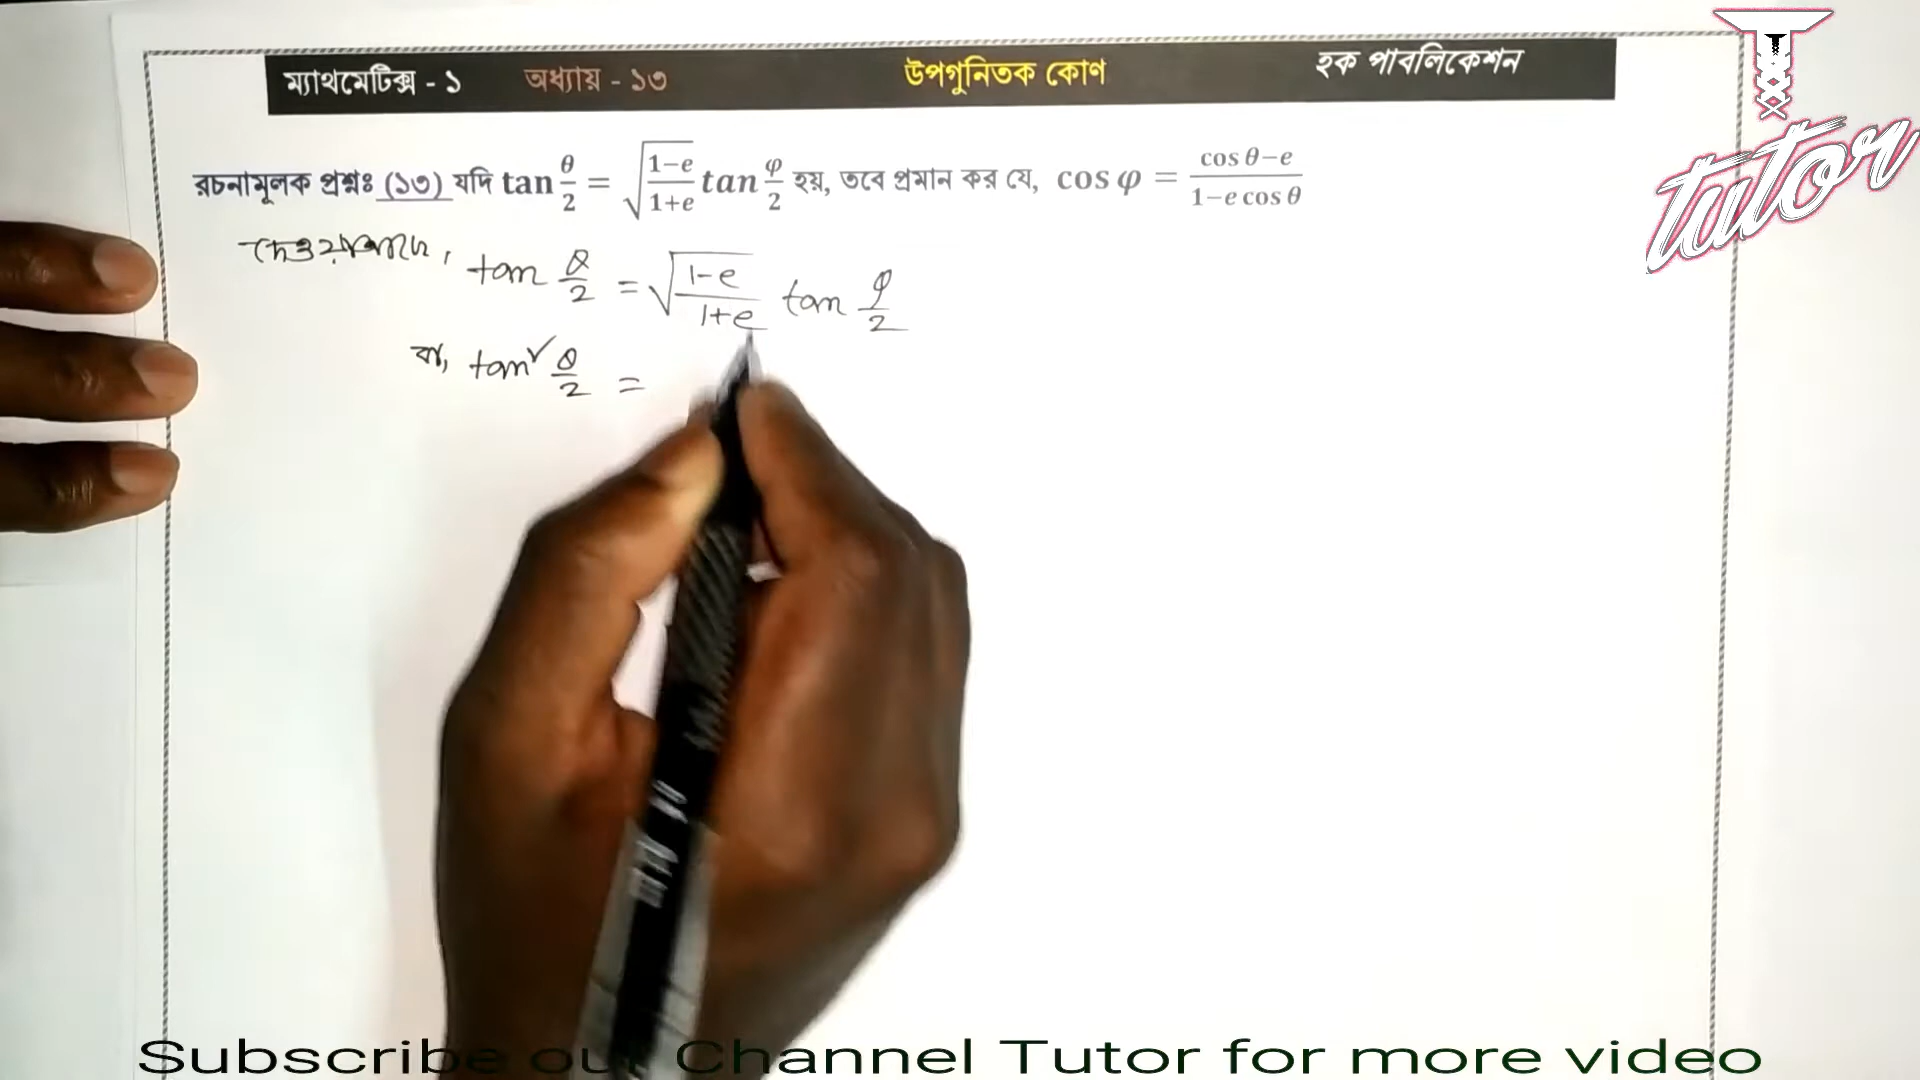 ম্যাথমেটিক্স - ১ অধ্যায় - ১৩ উপগুনিতক কোণ হক পাবলিকেশন
T
tutor
রচনামূলক প্রশ্নঃ (১৩) যদি tan θ/2 = √((1−e)/(1+e)) tan φ/2 হয়, তবে প্রমান কর যে, cos φ = (cos θ−e)/(1−e cos θ)
দেওয়া আছে, tan θ/2 = √((1-e)/(1+e)) tan φ/2
বা, tan² θ/2 =
Subscribe our Channel Tutor for more video